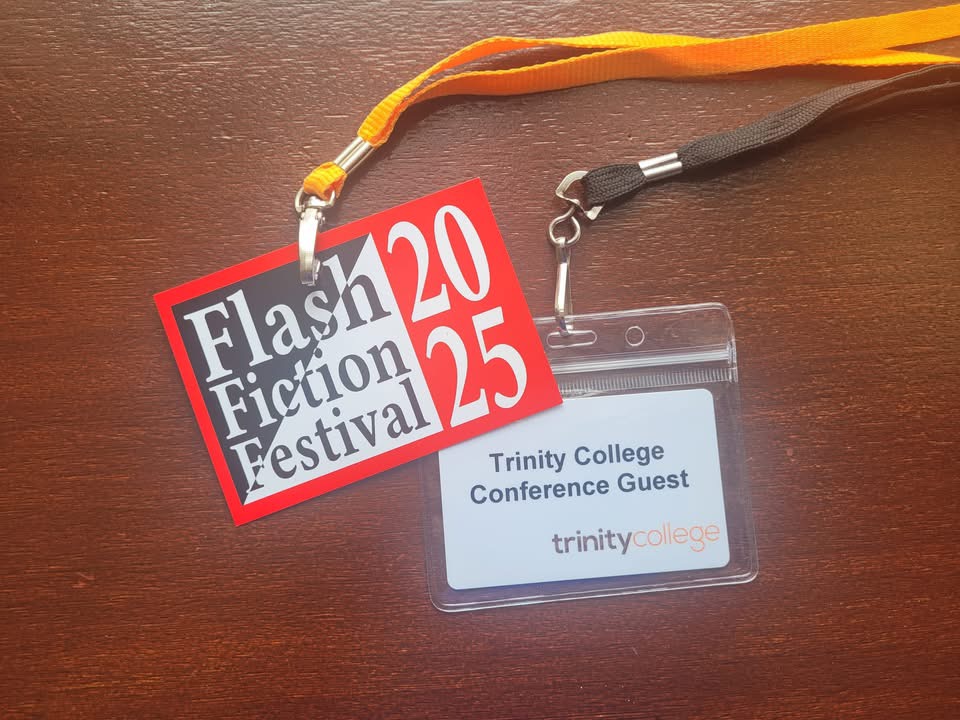 Flash
Fiction
Festival
20
25
Trinity College
Conference Guest
trinitycollege